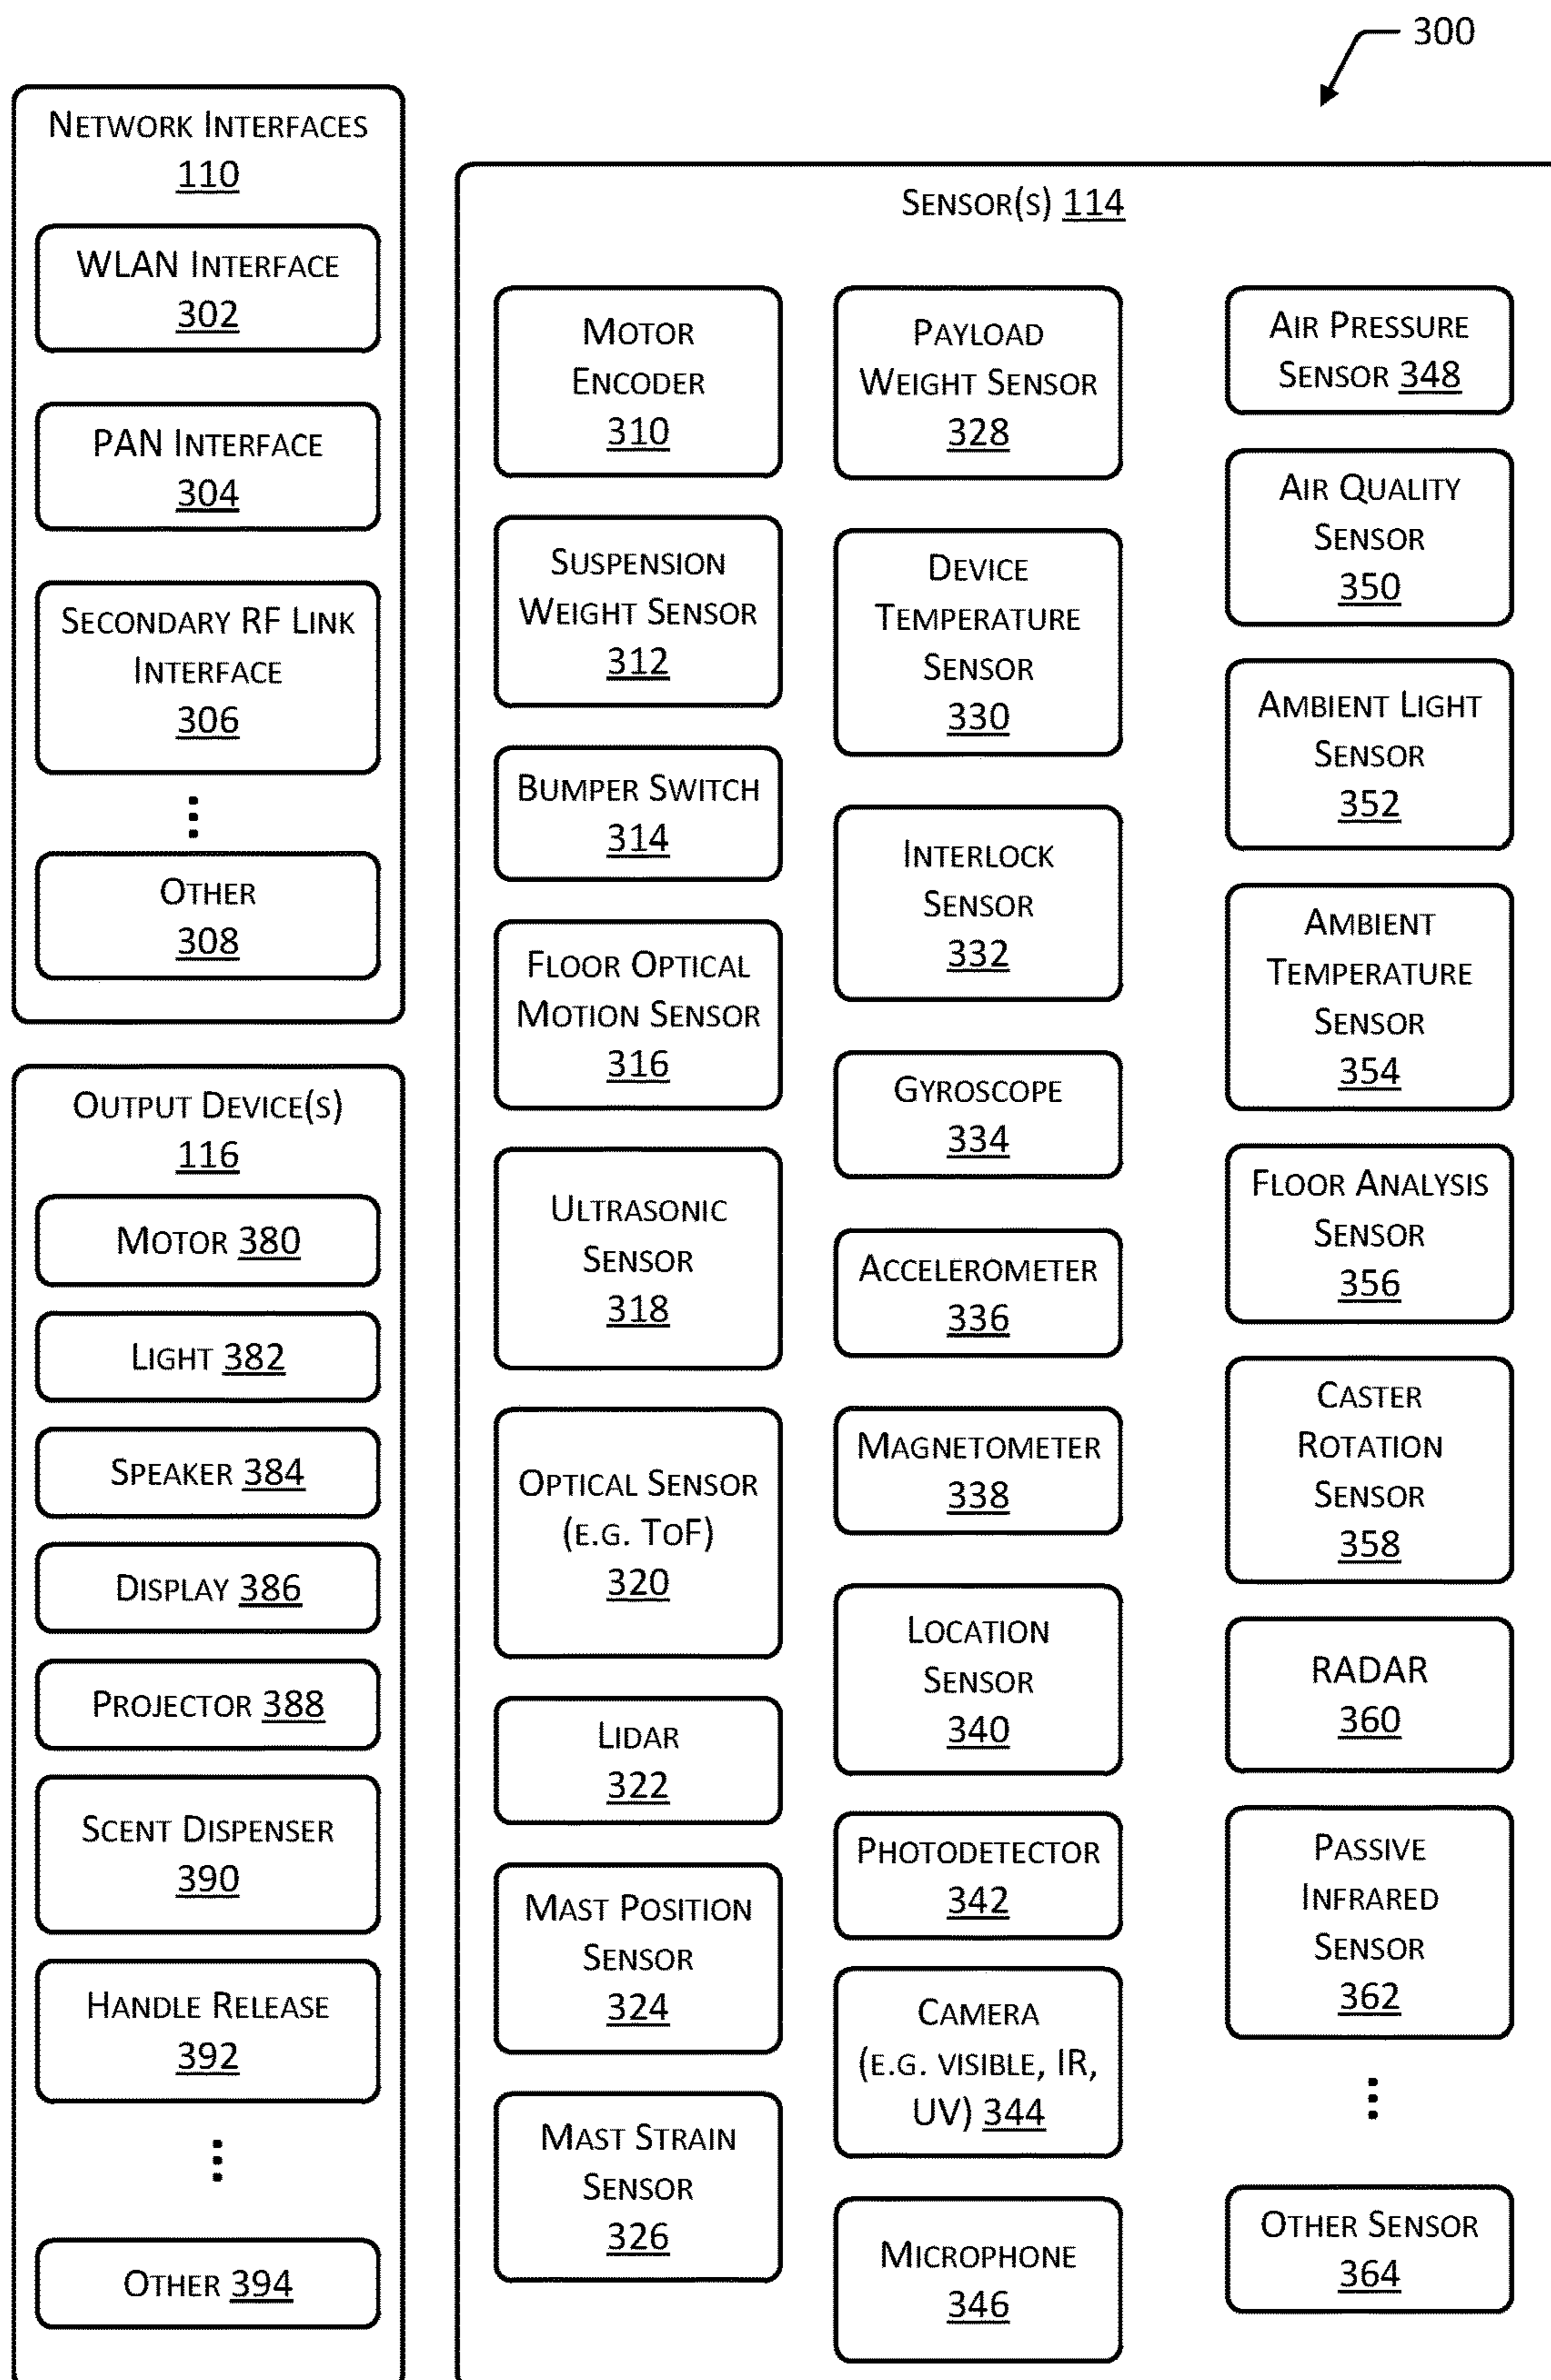 300
NETWORK INTERFACES
110
WLAN INTERFACE
302
PAN INTERFACE
304
SECONDARY RF LINK
INTERFACE
306
OTHER
308
OUTPUT DEVICE(S)
116
MOTOR 380
LIGHT 382
SPEAKER 384
DISPLAY 386
PROJECTOR 388
SCENT DISPENSER
390
HANDLE RELEASE
392
OTHER 394
SENSOR(S) 114
MOTOR
ENCODER
310
SUSPENSION
WEIGHT SENSOR
312
BUMPER SWITCH
314
FLOOR OPTICAL
MOTION SENSOR
316
ULTRASONIC
SENSOR
318
OPTICAL SENSOR
(E.G. TOF)
320
LIDAR
322
MAST POSITION
SENSOR
324
MAST STRAIN
SENSOR
326
PAYLOAD
WEIGHT SENSOR
328
DEVICE
TEMPERATURE
SENSOR
330
INTERLOCK
SENSOR
332
GYROSCOPE
334
ACCELEROMETER
336
MAGNETOMETER
338
LOCATION
SENSOR
340
PHOTODETECTOR
342
CAMERA
(E.G. VISIBLE, IR,
UV) 344
MICROPHONE
346
AIR PRESSURE
SENSOR 348
AIR QUALITY
SENSOR
350
AMBIENT LIGHT
SENSOR
352
AMBIENT
TEMPERATURE
SENSOR
354
FLOOR ANALYSIS
SENSOR
356
CASTER
ROTATION
SENSOR
358
RADAR
360
PASSIVE
INFRARED
SENSOR
362
OTHER SENSOR
364